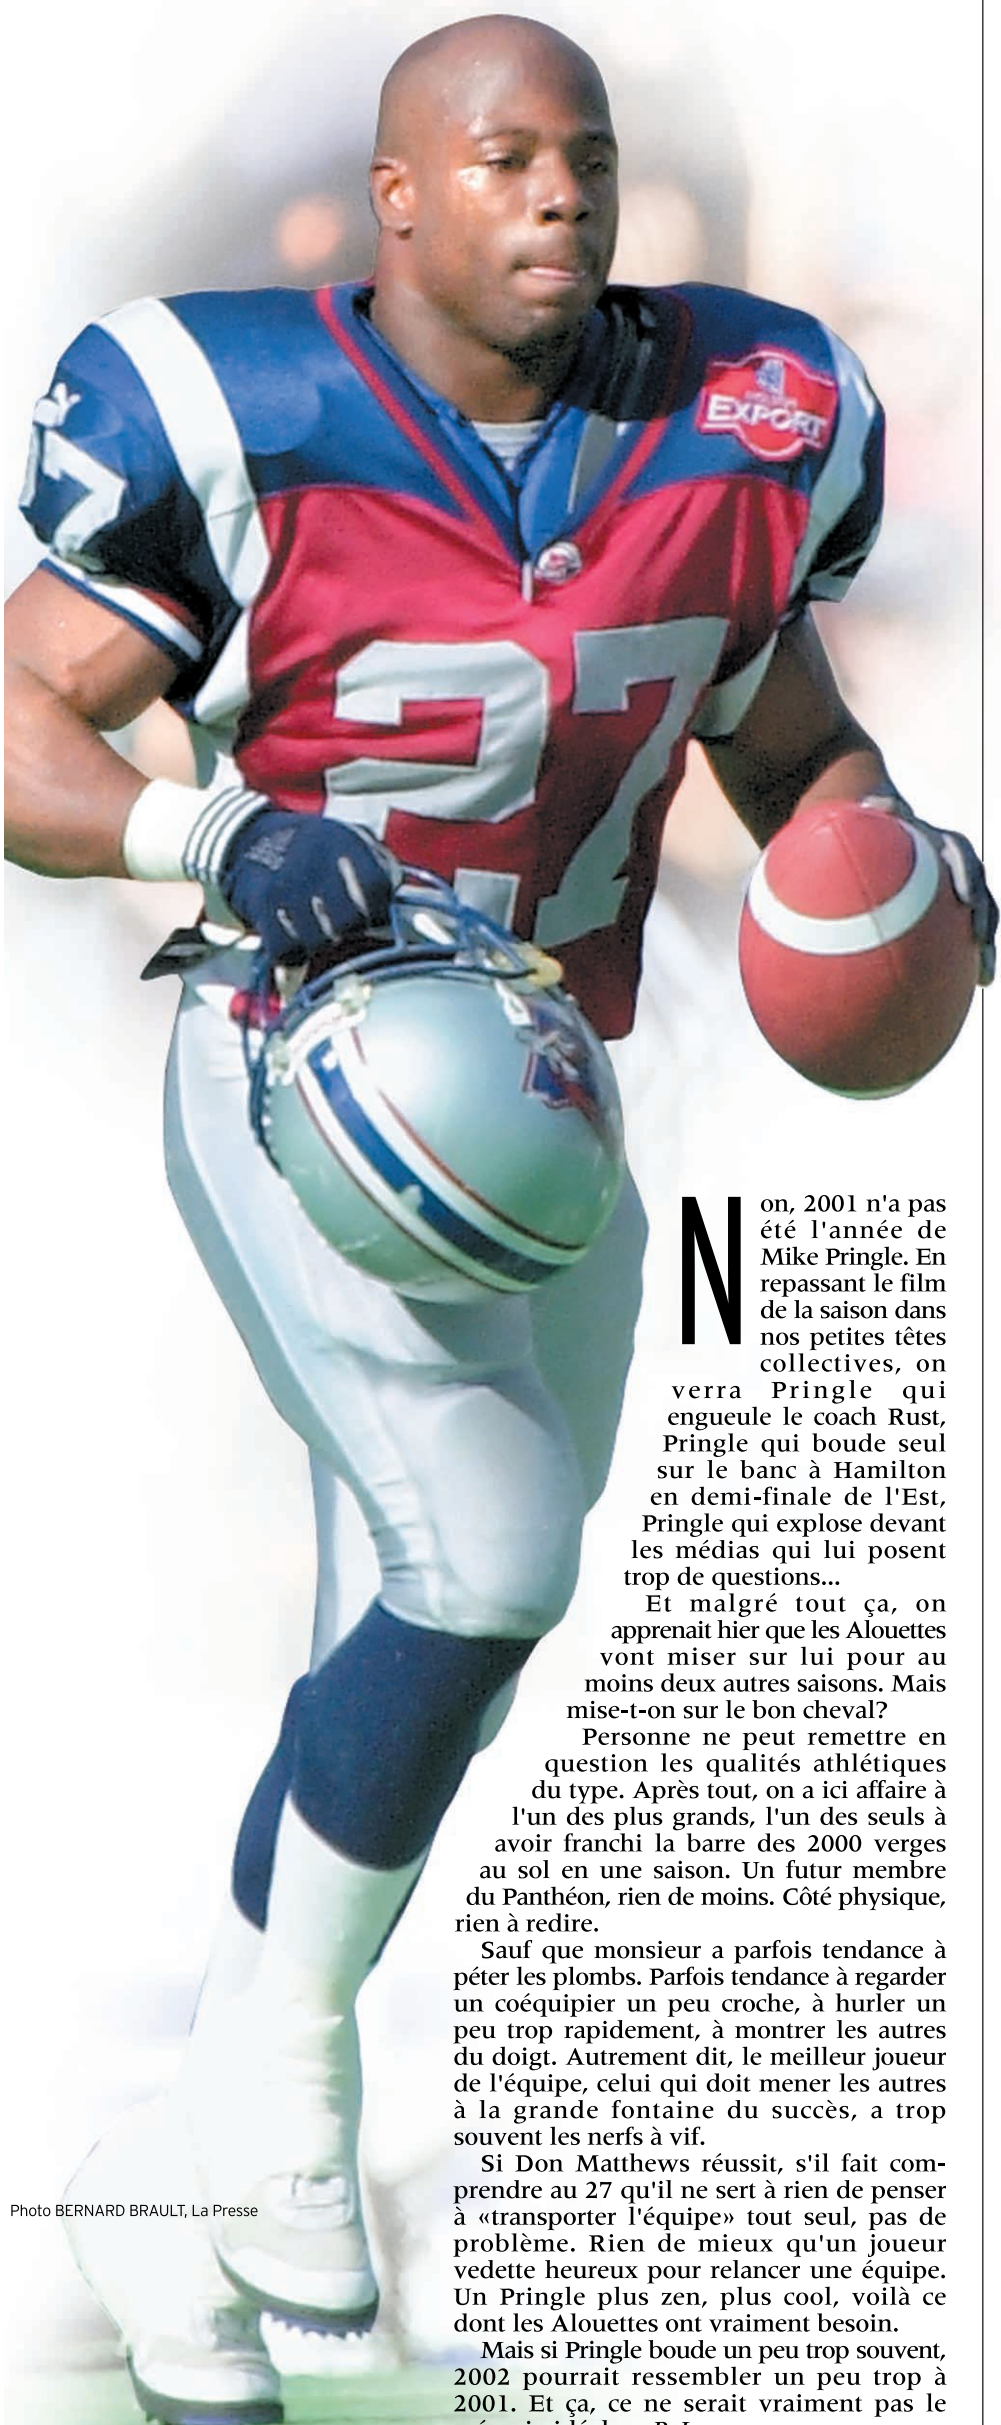 EXPORT
27
Non, 2001 n'a pas
été l'année de
Mike Pringle. En
repassant le film
de la saison dans
nos petites têtes
collectives, on
verra Pringle qui
engueule le coach Rust,
Pringle qui boude seul
sur le banc à Hamilton
en demi-finale de l'Est,
Pringle qui explose devant
les médias qui lui posent
trop de questions...
Et malgré tout ça, on
apprenait hier que les Alouettes
vont miser sur lui pour au
moins deux autres saisons. Mais
mise-t-on sur le bon cheval?
Personne ne peut remettre en
question les qualités athlétiques
du type. Après tout, on a ici affaire à
l'un des plus grands, l'un des seuls à
avoir franchi la barre des 2000 verges
au sol en une saison. Un futur membre
du Panthéon, rien de moins. Côté physique,
rien à redire.
Sauf que monsieur a parfois tendance à
péter les plombs. Parfois tendance à regarder
un coéquipier un peu croche, à hurler un
peu trop rapidement, à montrer les autres
du doigt. Autrement dit, le meilleur joueur
de l'équipe, celui qui doit mener les autres
à la grande fontaine du succès, a trop
souvent les nerfs à vif.
Si Don Matthews réussit, s'il fait com-
prendre au 27 qu'il ne sert à rien de penser
à «transporter l'équipe» tout seul, pas de
problème. Rien de mieux qu'un joueur
vedette heureux pour relancer une équipe.
Un Pringle plus zen, plus cool, voilà ce
dont les Alouettes ont vraiment besoin.
Mais si Pringle boude un peu trop souvent,
2002 pourrait ressembler un peu trop à
2001. Et ça, ce ne serait vraiment pas le
Photo BERNARD BRAULT, La Presse